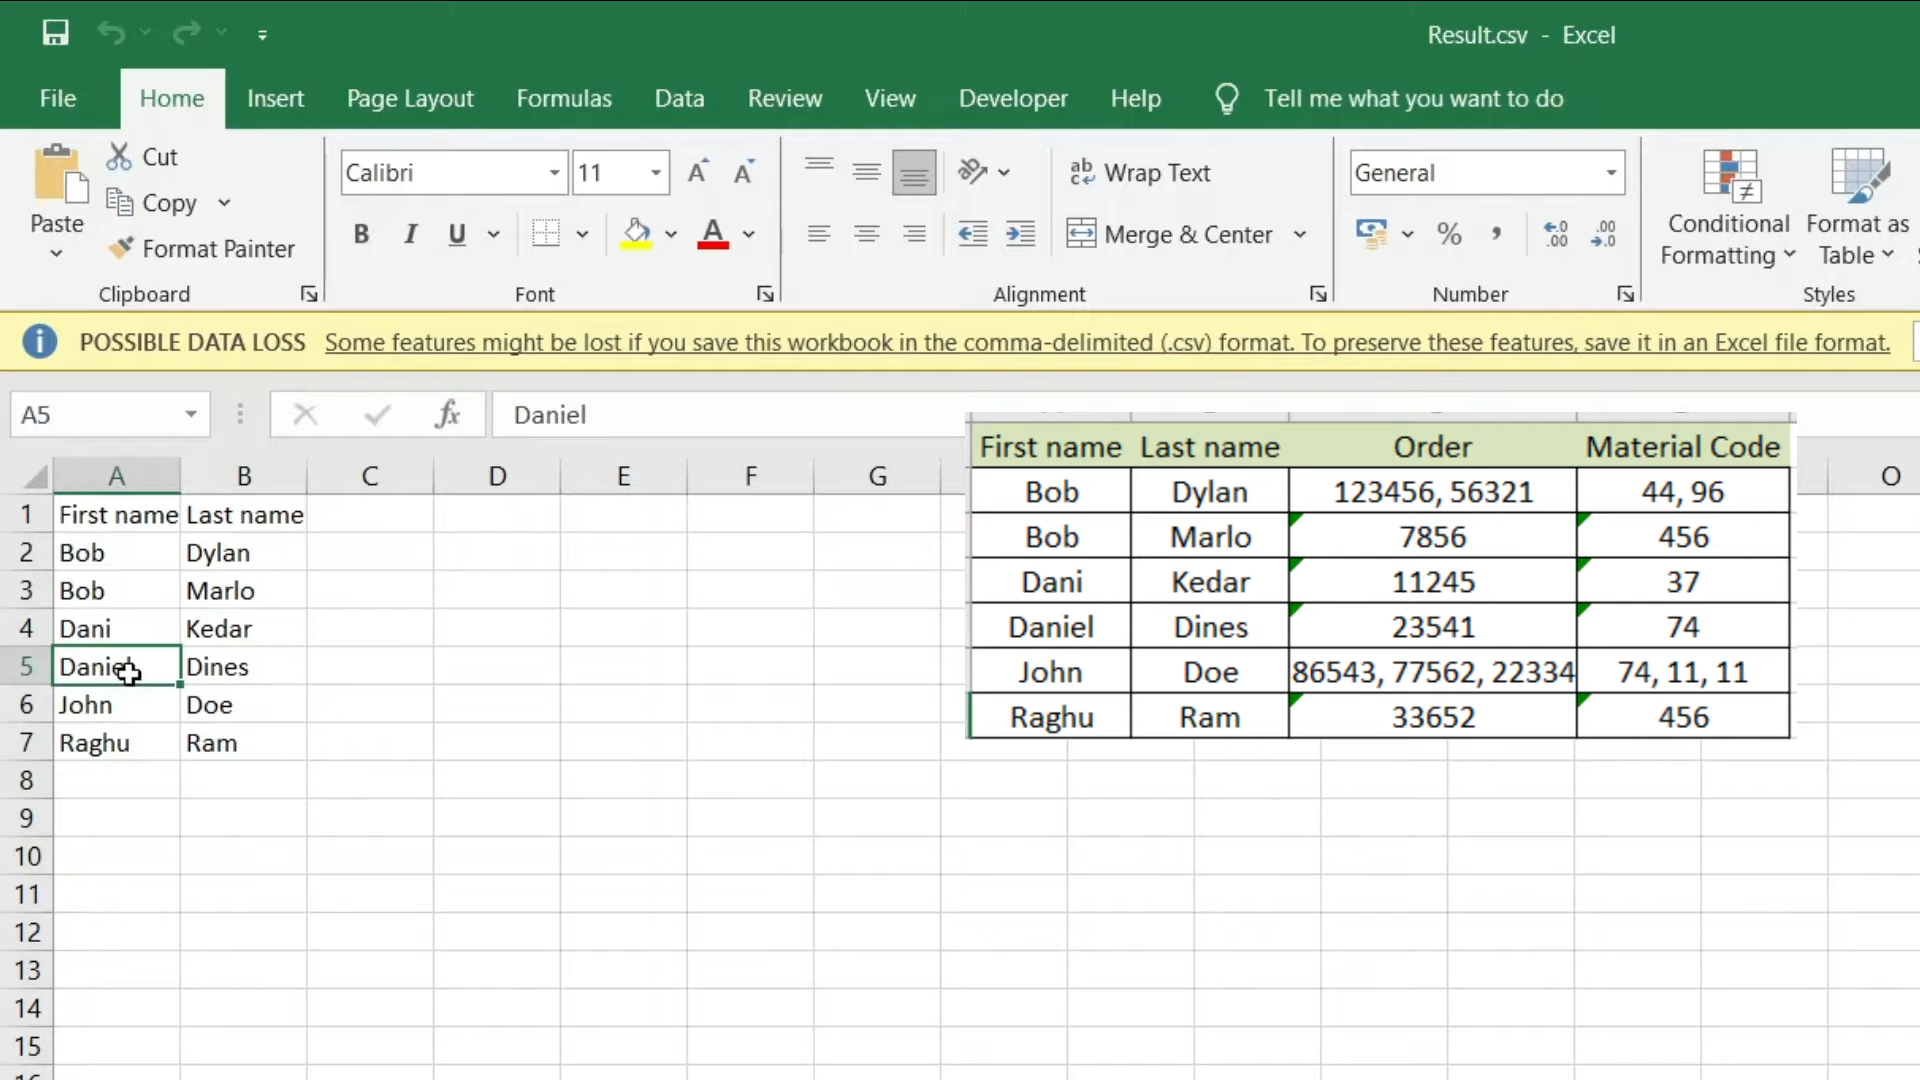 Result.csv - Excel
File Home Insert Page Layout Formulas Data Review View Developer Help Tell me what you want to do
Paste
Cut
Copy
Format Painter
Clipboard
Calibri 11
B I U
Font
Wrap Text
Merge & Center
Alignment
General
Number
Conditional Formatting
Format as Table
Styles
POSSIBLE DATA LOSS Some features might be lost if you save this workbook in the comma-delimited (.csv) format. To preserve these features, save it in an Excel file format.
A5 fx Daniel
A B C D E F G O
1 First name Last name
2 Bob Dylan
3 Bob Marlo
4 Dani Kedar
5 Daniel Dines
6 John Doe
7 Raghu Ram
8
9
10
11
12
13
14
15
First name Last name Order Material Code
Bob Dylan 123456, 56321 44, 96
Bob Marlo 7856 456
Dani Kedar 11245 37
Daniel Dines 23541 74
John Doe 86543, 77562, 22334 74, 11, 11
Raghu Ram 33652 456